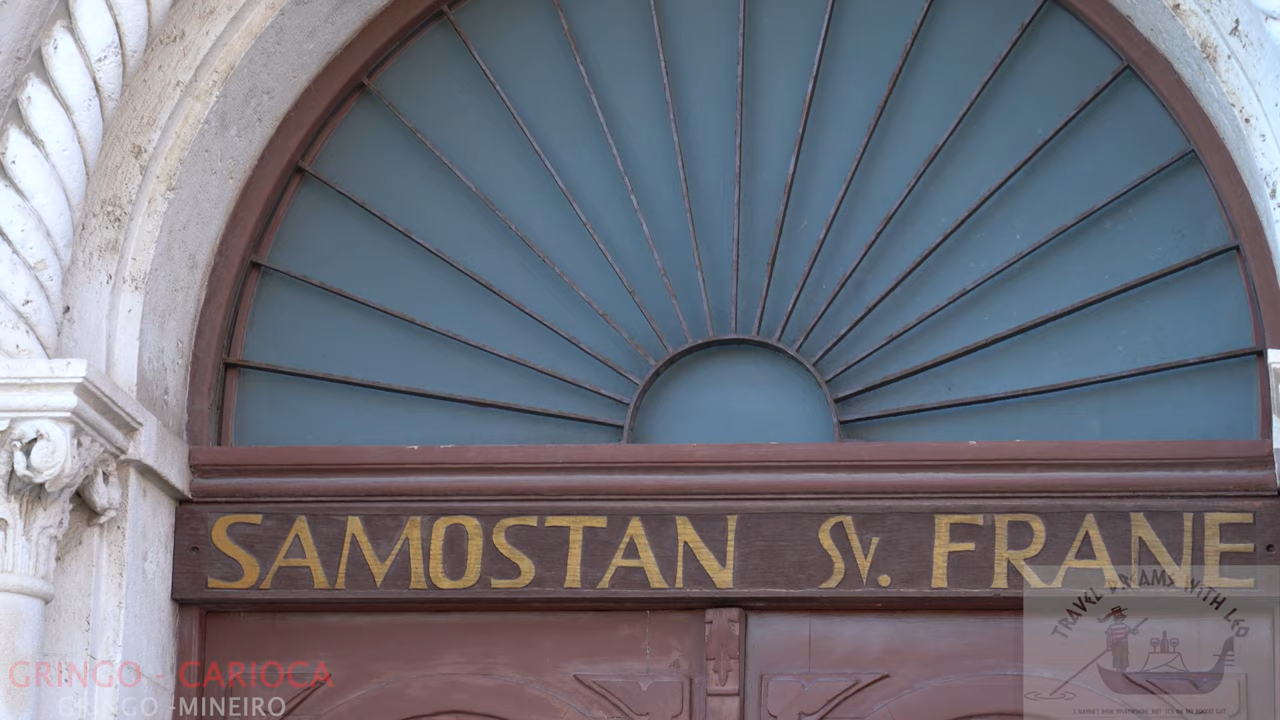 SAMOSTAN Sv. FRANE
TRAVEL DREAMS WITH LEO
GRINGO - CARIOCA
GRINGO -MINEIRO